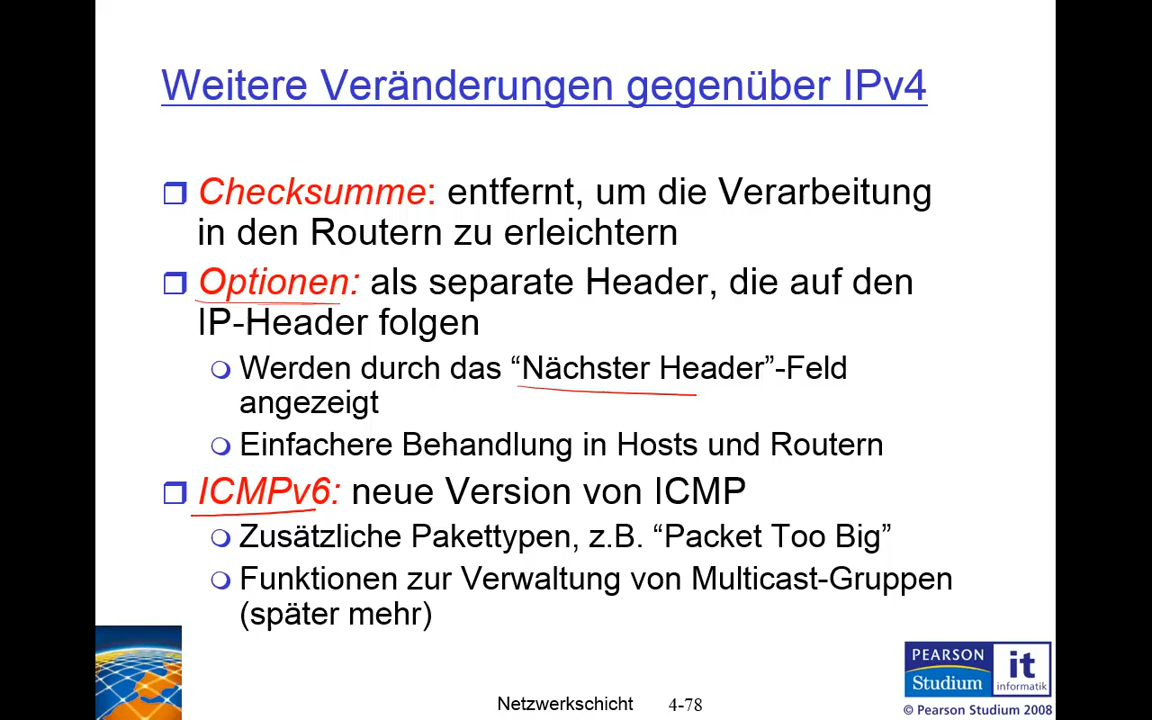 Weitere Veränderungen gegenüber IPv4
Checksumme: entfernt, um die Verarbeitung
in den Routern zu erleichtern
Optionen: als separate Header, die auf den
IP-Header folgen
Werden durch das “Nächster Header”-Feld
angezeigt
Einfachere Behandlung in Hosts und Routern
ICMPv6: neue Version von ICMP
Zusätzliche Pakettypen, z.B. “Packet Too Big”
Funktionen zur Verwaltung von Multicast-Gruppen
(später mehr)
Netzwerkschicht 4-78
PEARSON
Studium
it
informatik
© Pearson Studium 2008